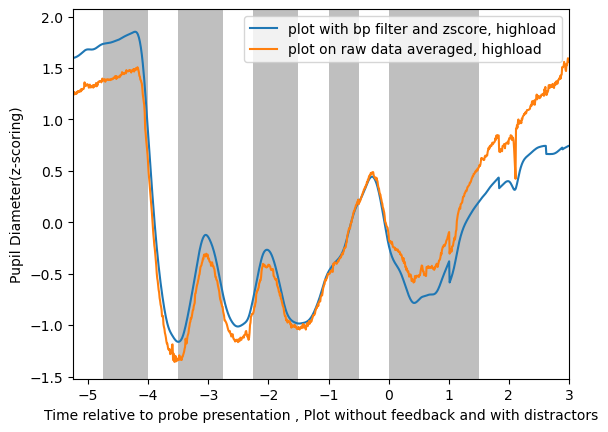 plot with bp filter and zscore, highload
plot on raw data averaged, highload
Pupil Diameter(z-scoring)
2.0
1.5
1.0
0.5
0.0
−0.5
−1.0
−1.5
−5 −4 −3 −2 −1 0 1 2 3
Time relative to probe presentation , Plot without feedback and with distractors